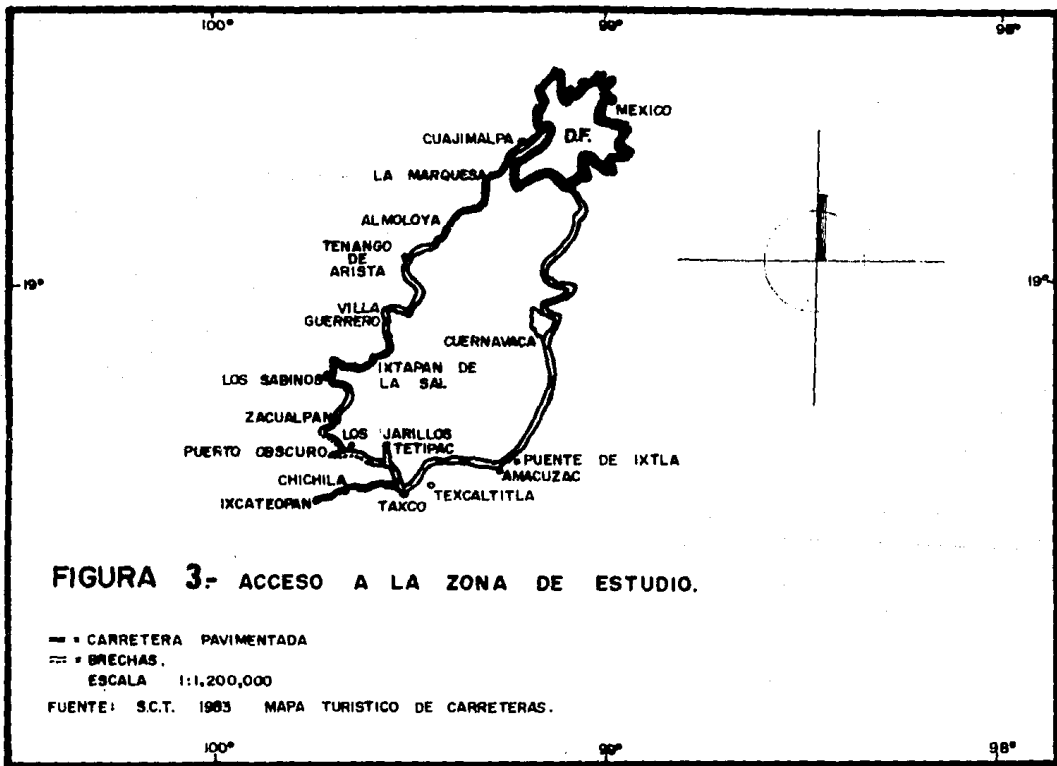 100° 99° 98°
MEXICO
CUAJIMALPA D.F.
LA MARQUESA
ALMOLOYA
TENANGO
DE
ARISTA
19° 19°
VILLA
GUERRERO
CUERNAVACA
IXTAPAN DE
LA SAL
LOS SABINOS
ZACUALPAN
LOS JARILLOS
TETIPAC
PUERTO OBSCURO
PUENTE DE IXTLA
AMACUZAC
CHICHILA
TEXCALTITLA
IXCATEOPAN
TAXCO
FIGURA 3.- ACCESO A LA ZONA DE ESTUDIO.
= CARRETERA PAVIMENTADA
= BRECHAS.
ESCALA 1:1,200,000
FUENTE: S.C.T. 1983 MAPA TURISTICO DE CARRETERAS.
100° 99° 98°